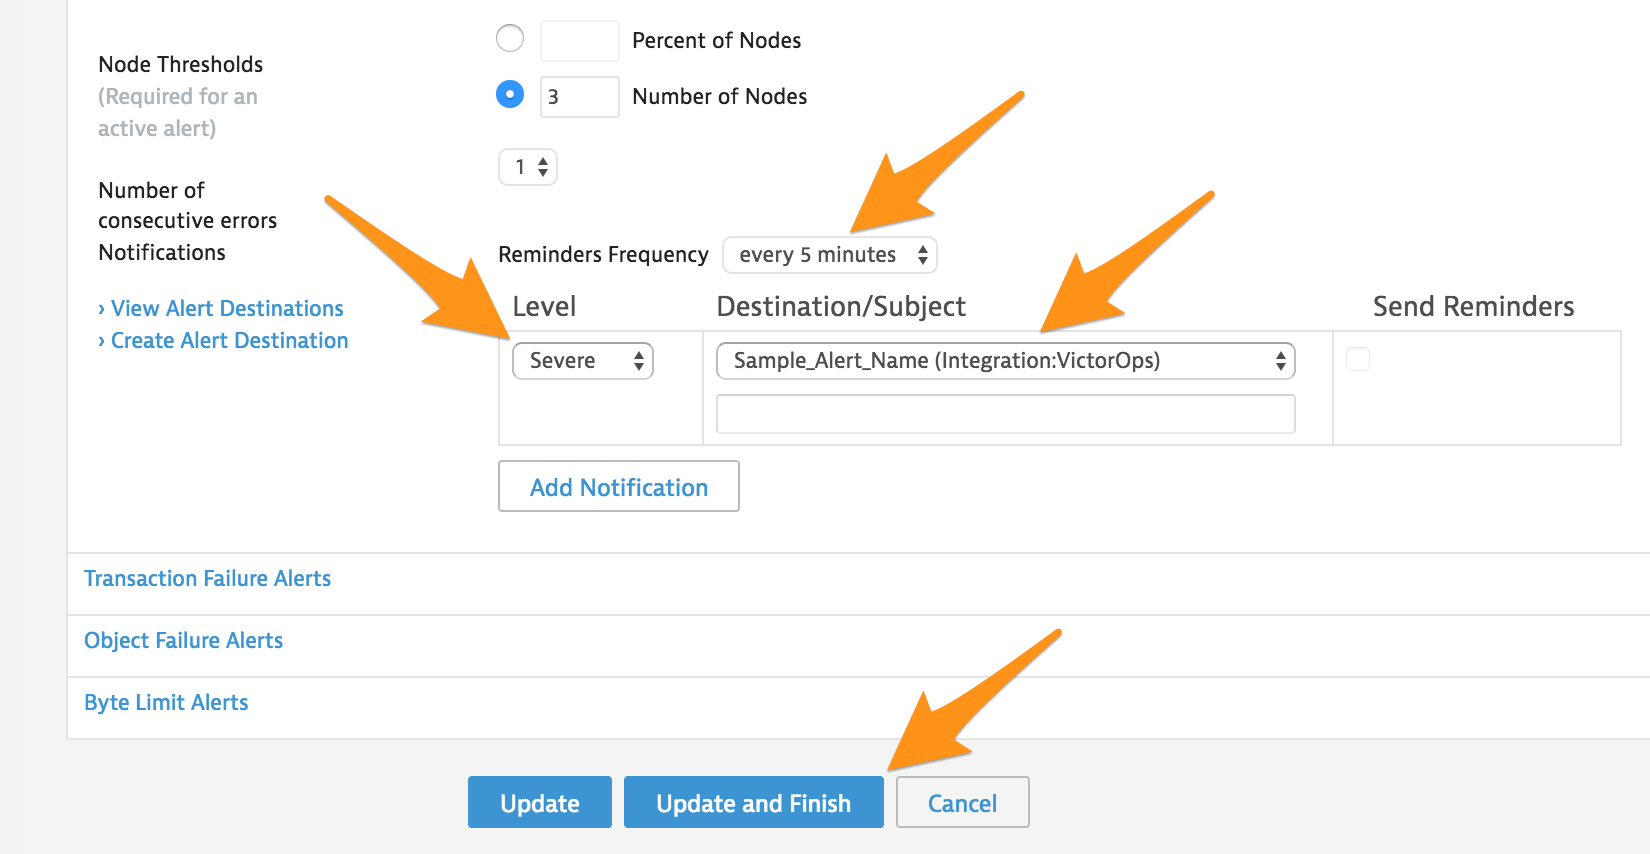 Percent of Nodes
Node Thresholds
(Required for an
active alert)
3 Number of Nodes
1
Number of
consecutive errors
Notifications
Reminders Frequency every 5 minutes
› View Alert Destinations
› Create Alert Destination
Level Destination/Subject Send Reminders
Severe Sample_Alert_Name (Integration:VictorOps)
Add Notification
Transaction Failure Alerts
Object Failure Alerts
Byte Limit Alerts
Update Update and Finish Cancel